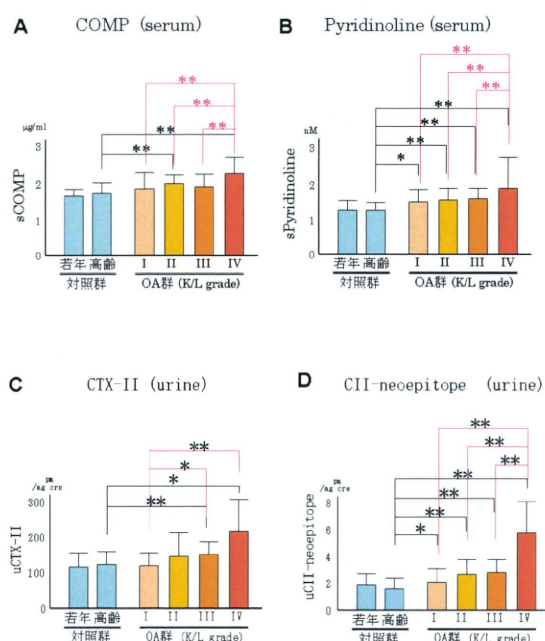 A
COMP (serum)
**
**
**
**
**
μg/ml
3
2
1
0
sCOMP
若年 高齢
対照群
I II III IV
OA群 (K/L grade)
B
Pyridinoline (serum)
**
**
**
**
**
**
*
nM
3
2
1
0
sPyridinoline
若年 高齢
対照群
I II III IV
OA群 (K/L grade)
C
CTX-II (urine)
**
*
*
**
300
200
100
0
uCTX-II
若年 高齢
対照群
I II III IV
OA群 (K/L grade)
D
CII-neoepitope (urine)
**
**
**
**
**
**
*
8
6
4
2
0
uCII-neoepitope
若年 高齢
対照群
I II III IV
OA群 (K/L grade)